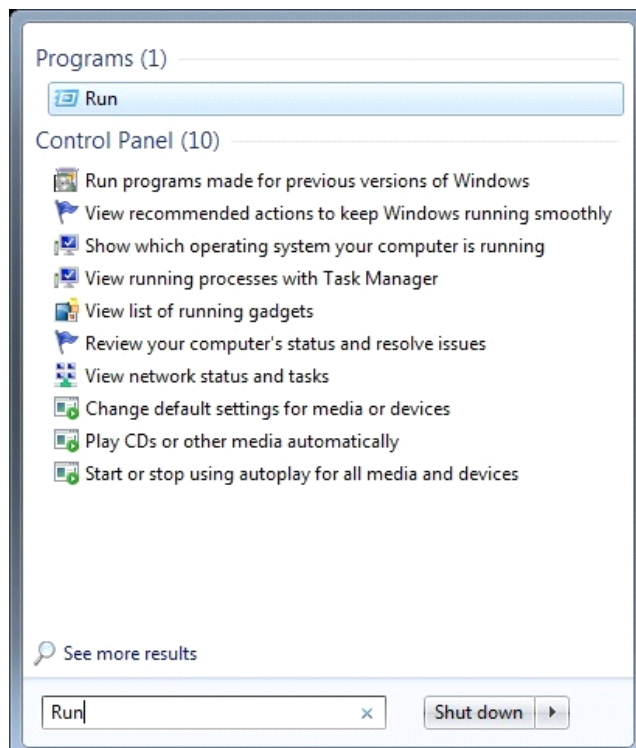 Programs (1)
Run
Control Panel (10)
Run programs made for previous versions of Windows
View recommended actions to keep Windows running smoothly
Show which operating system your computer is running
View running processes with Task Manager
View list of running gadgets
Review your computer's status and resolve issues
View network status and tasks
Change default settings for media or devices
Play CDs or other media automatically
Start or stop using autoplay for all media and devices
See more results
Run Shut down